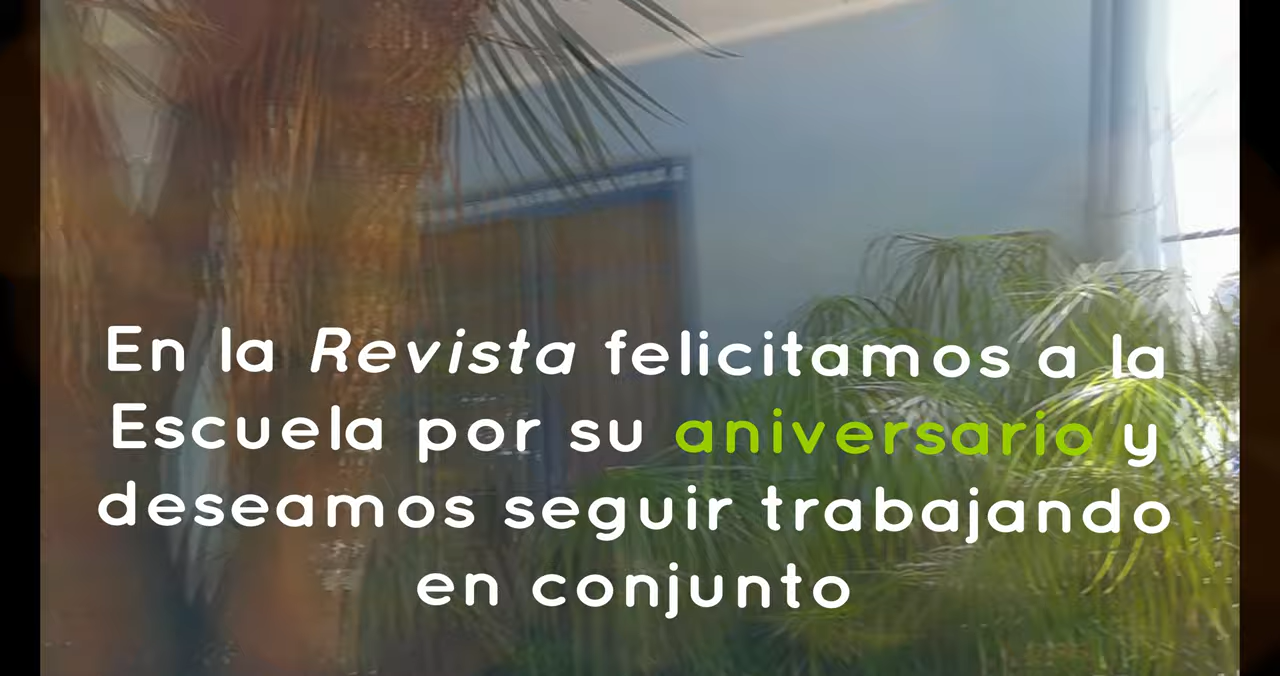 En la Revista felicitamos a la
Escuela por su aniversario y
deseamos seguir trabajando
en conjunto